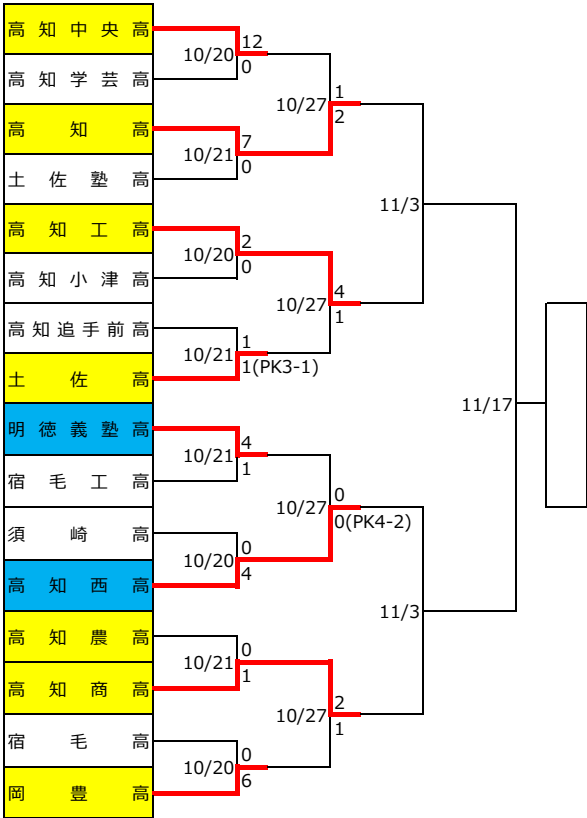 高知中央高
10/20
12
0
高知学芸高
10/27
1
2
高知高
10/21
7
0
土佐塾高
11/3
高知工高
10/20
2
0
高知小津高
10/27
4
1
高知追手前高
10/21
1
1(PK3-1)
土佐高
11/17
明徳義塾高
10/21
4
1
宿毛工高
10/27
0
0(PK4-2)
須崎高
10/20
0
4
高知西高
11/3
高知農高
10/21
0
1
高知商高
10/27
2
1
宿毛高
10/20
0
6
岡豊高